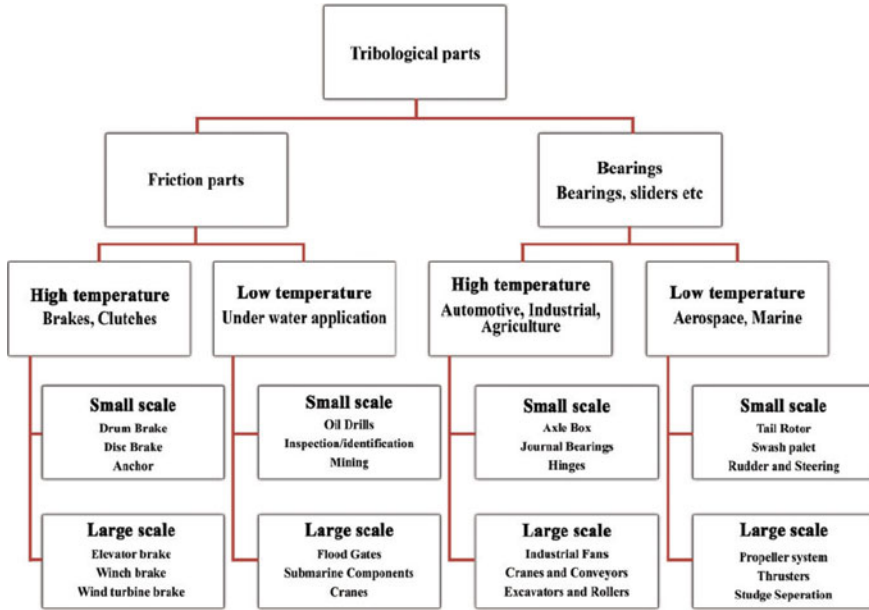 Tribological parts
Friction parts
Bearings
Bearings, sliders etc
High temperature
Brakes, Clutches
Low temperature
Under water application
High temperature
Automotive, Industrial,
Agriculture
Low temperature
Aerospace, Marine
Small scale
Drum Brake
Disc Brake
Anchor
Small scale
Oil Drills
Inspection/identification
Mining
Small scale
Axle Box
Journal Bearings
Hinges
Small scale
Tail Rotor
Swash palet
Rudder and Steering
Large scale
Elevator brake
Winch brake
Wind turbine brake
Large scale
Flood Gates
Submarine Components
Cranes
Large scale
Industrial Fans
Cranes and Conveyors
Excavators and Rollers
Large scale
Propeller system
Thrusters
Studge Seperation